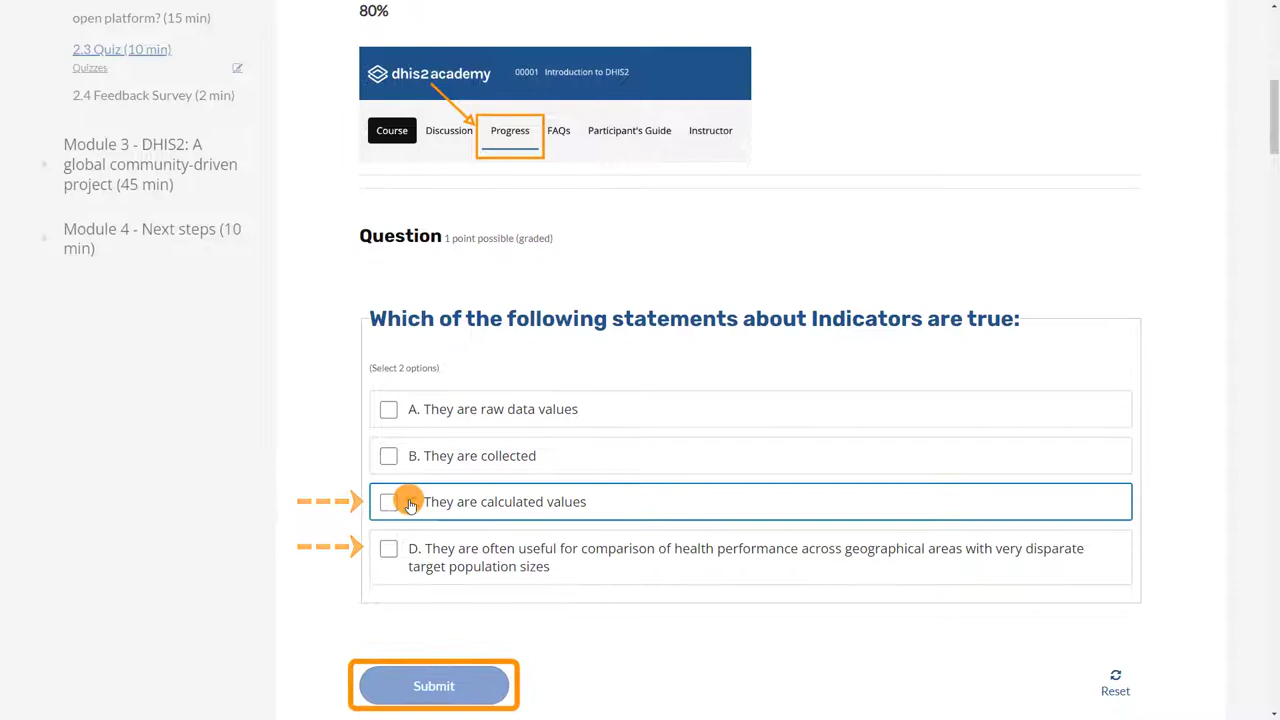 open platform? (15 min)
2.3 Quiz (10 min)
Quizzes
2.4 Feedback Survey (2 min)
Module 3 - DHIS2: A
global community-driven
project (45 min)
Module 4 - Next steps (10
min)
80%
dhis2 academy 00001 Introduction to DHIS2
Course Discussion Progress FAQs Participant's Guide Instructor
Question 1 point possible (graded)
Which of the following statements about Indicators are true:
(Select 2 options)
A. They are raw data values
B. They are collected
They are calculated values
D. They are often useful for comparison of health performance across geographical areas with very disparate
target population sizes
Submit
Reset